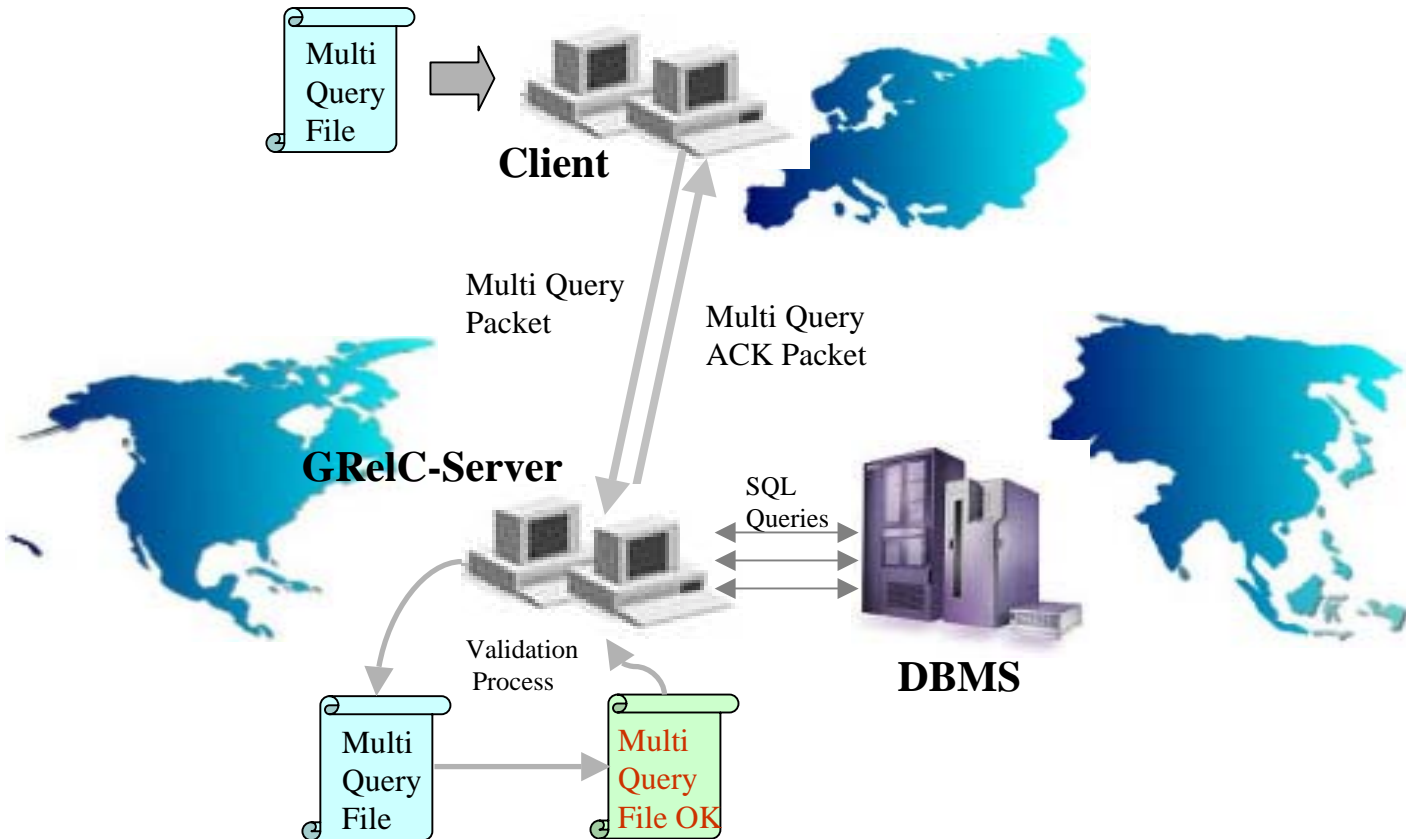 Multi
Query
File
Client
Multi Query
Packet
Multi Query
ACK Packet
GRelC-Server
SQL
Queries
DBMS
Validation
Process
Multi
Query
File
Multi
Query
File OK